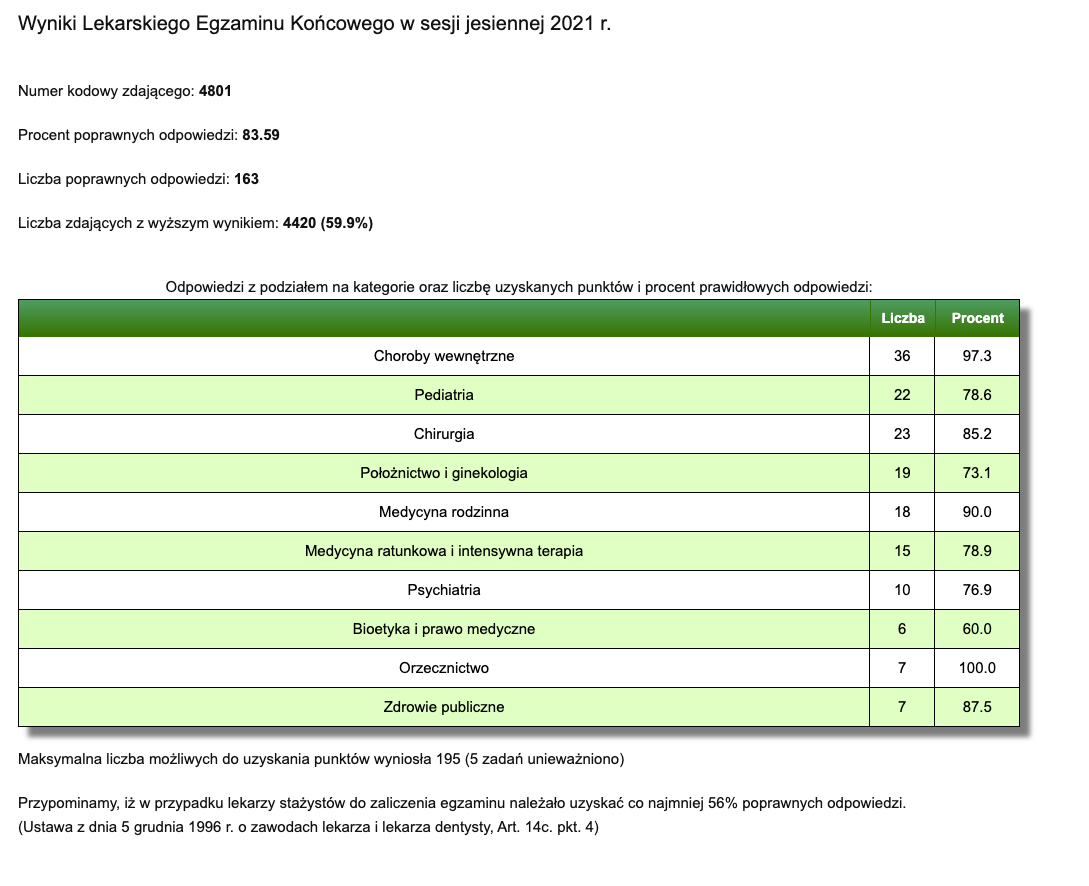 Wyniki Lekarskiego Egzaminu Końcowego w sesji jesiennej 2021 r.
Numer kodowy zdającego: 4801
Procent poprawnych odpowiedzi: 83.59
Liczba poprawnych odpowiedzi: 163
Liczba zdających z wyższym wynikiem: 4420 (59.9%)
Odpowiedzi z podziałem na kategorie oraz liczbę uzyskanych punktów i procent prawidłowych odpowiedzi:
Liczba Procent
Choroby wewnętrzne 36 97.3
Pediatria 22 78.6
Chirurgia 23 85.2
Położnictwo i ginekologia 19 73.1
Medycyna rodzinna 18 90.0
Medycyna ratunkowa i intensywna terapia 15 78.9
Psychiatria 10 76.9
Bioetyka i prawo medyczne 6 60.0
Orzecznictwo 7 100.0
Zdrowie publiczne 7 87.5
Maksymalna liczba możliwych do uzyskania punktów wyniosła 195 (5 zadań unieważniono)
Przypominamy, iż w przypadku lekarzy stażystów do zaliczenia egzaminu należało uzyskać co najmniej 56% poprawnych odpowiedzi.
(Ustawa z dnia 5 grudnia 1996 r. o zawodach lekarza i lekarza dentysty, Art. 14c. pkt. 4)